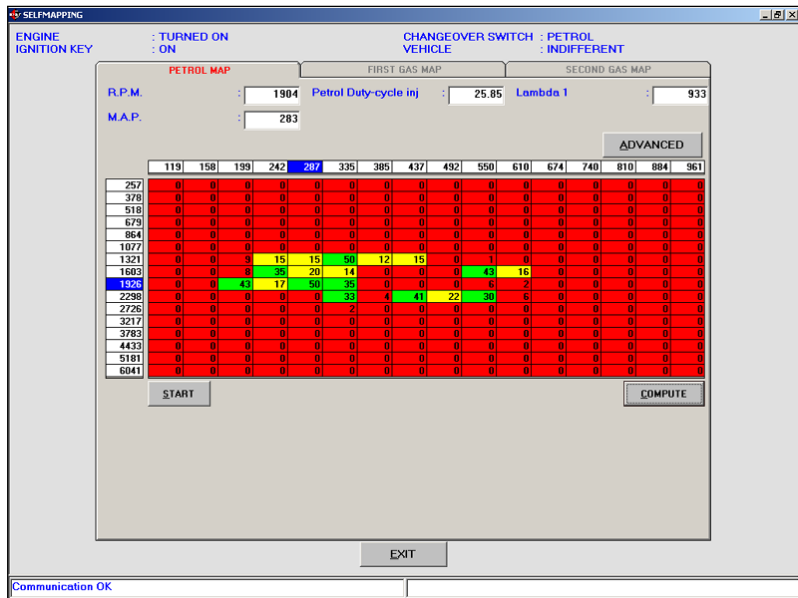 SELFMAPPING
ENGINE : TURNED ON CHANGEOVER SWITCH : PETROL
IGNITION KEY : ON VEHICLE : INDIFFERENT
PETROL MAP FIRST GAS MAP SECOND GAS MAP
R.P.M. : 1904 Petrol Duty-cycle inj : 25.85 Lambda 1 : 933
M.A.P. : 283
ADVANCED
119 158 199 242 287 335 385 437 492 550 610 674 740 810 884 961
257 0 0 0 0 0 0 0 0 0 0 0 0 0 0 0 0
378 0 0 0 0 0 0 0 0 0 0 0 0 0 0 0 0
518 0 0 0 0 0 0 0 0 0 0 0 0 0 0 0 0
679 0 0 0 0 0 0 0 0 0 0 0 0 0 0 0 0
864 0 0 0 0 0 0 0 0 0 0 0 0 0 0 0 0
1077 0 0 0 0 0 0 0 0 0 0 0 0 0 0 0 0
1321 0 0 9 15 15 50 12 15 0 1 0 0 0 0 0 0
1603 0 0 8 35 20 14 0 0 0 43 16 0 0 0 0 0
1926 0 0 43 17 50 35 0 0 0 6 2 0 0 0 0 0
2298 0 0 0 0 0 33 4 41 22 30 6 0 0 0 0 0
2726 0 0 0 0 0 2 0 0 0 0 0 0 0 0 0 0
3217 0 0 0 0 0 0 0 0 0 0 0 0 0 0 0 0
3783 0 0 0 0 0 0 0 0 0 0 0 0 0 0 0 0
4433 0 0 0 0 0 0 0 0 0 0 0 0 0 0 0 0
5181 0 0 0 0 0 0 0 0 0 0 0 0 0 0 0 0
6041 0 0 0 0 0 0 0 0 0 0 0 0 0 0 0 0
START COMPUTE
EXIT
Communication OK